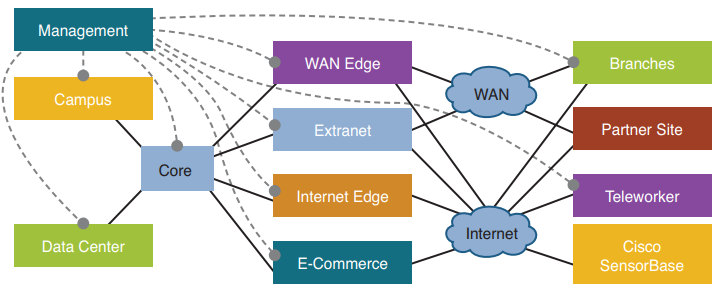 Management
WAN Edge
Branches
Campus
WAN
Extranet
Partner Site
Core
Internet Edge
Teleworker
Data Center
Internet
E-Commerce
Cisco
SensorBase